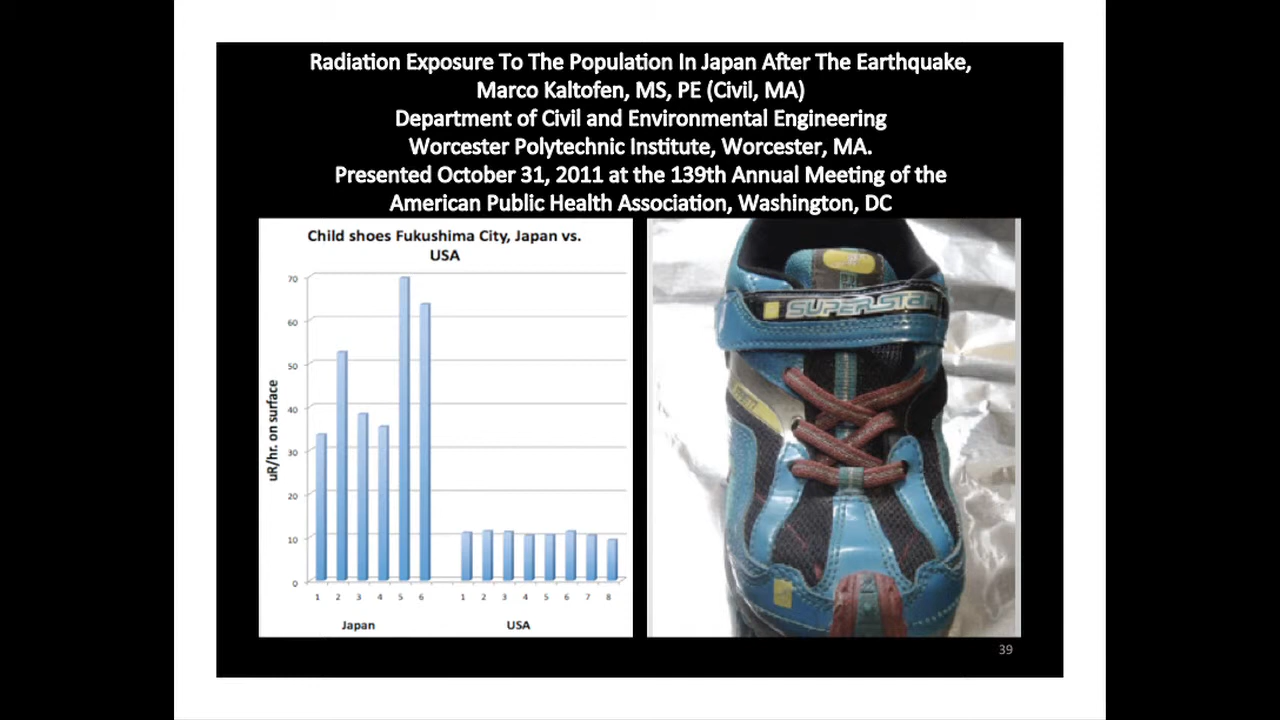 Radiation Exposure To The Population In Japan After The Earthquake,
Marco Kaltofen, MS, PE (Civil, MA)
Department of Civil and Environmental Engineering
Worcester Polytechnic Institute, Worcester, MA.
Presented October 31, 2011 at the 139th Annual Meeting of the
American Public Health Association, Washington, DC
Child shoes Fukushima City, Japan vs.
USA
uR/hr. on surface
70
60
50
40
30
20
10
0
1 2 3 4 5 6 1 2 3 4 5 6 7 8
Japan USA
SUPERSTAR
39